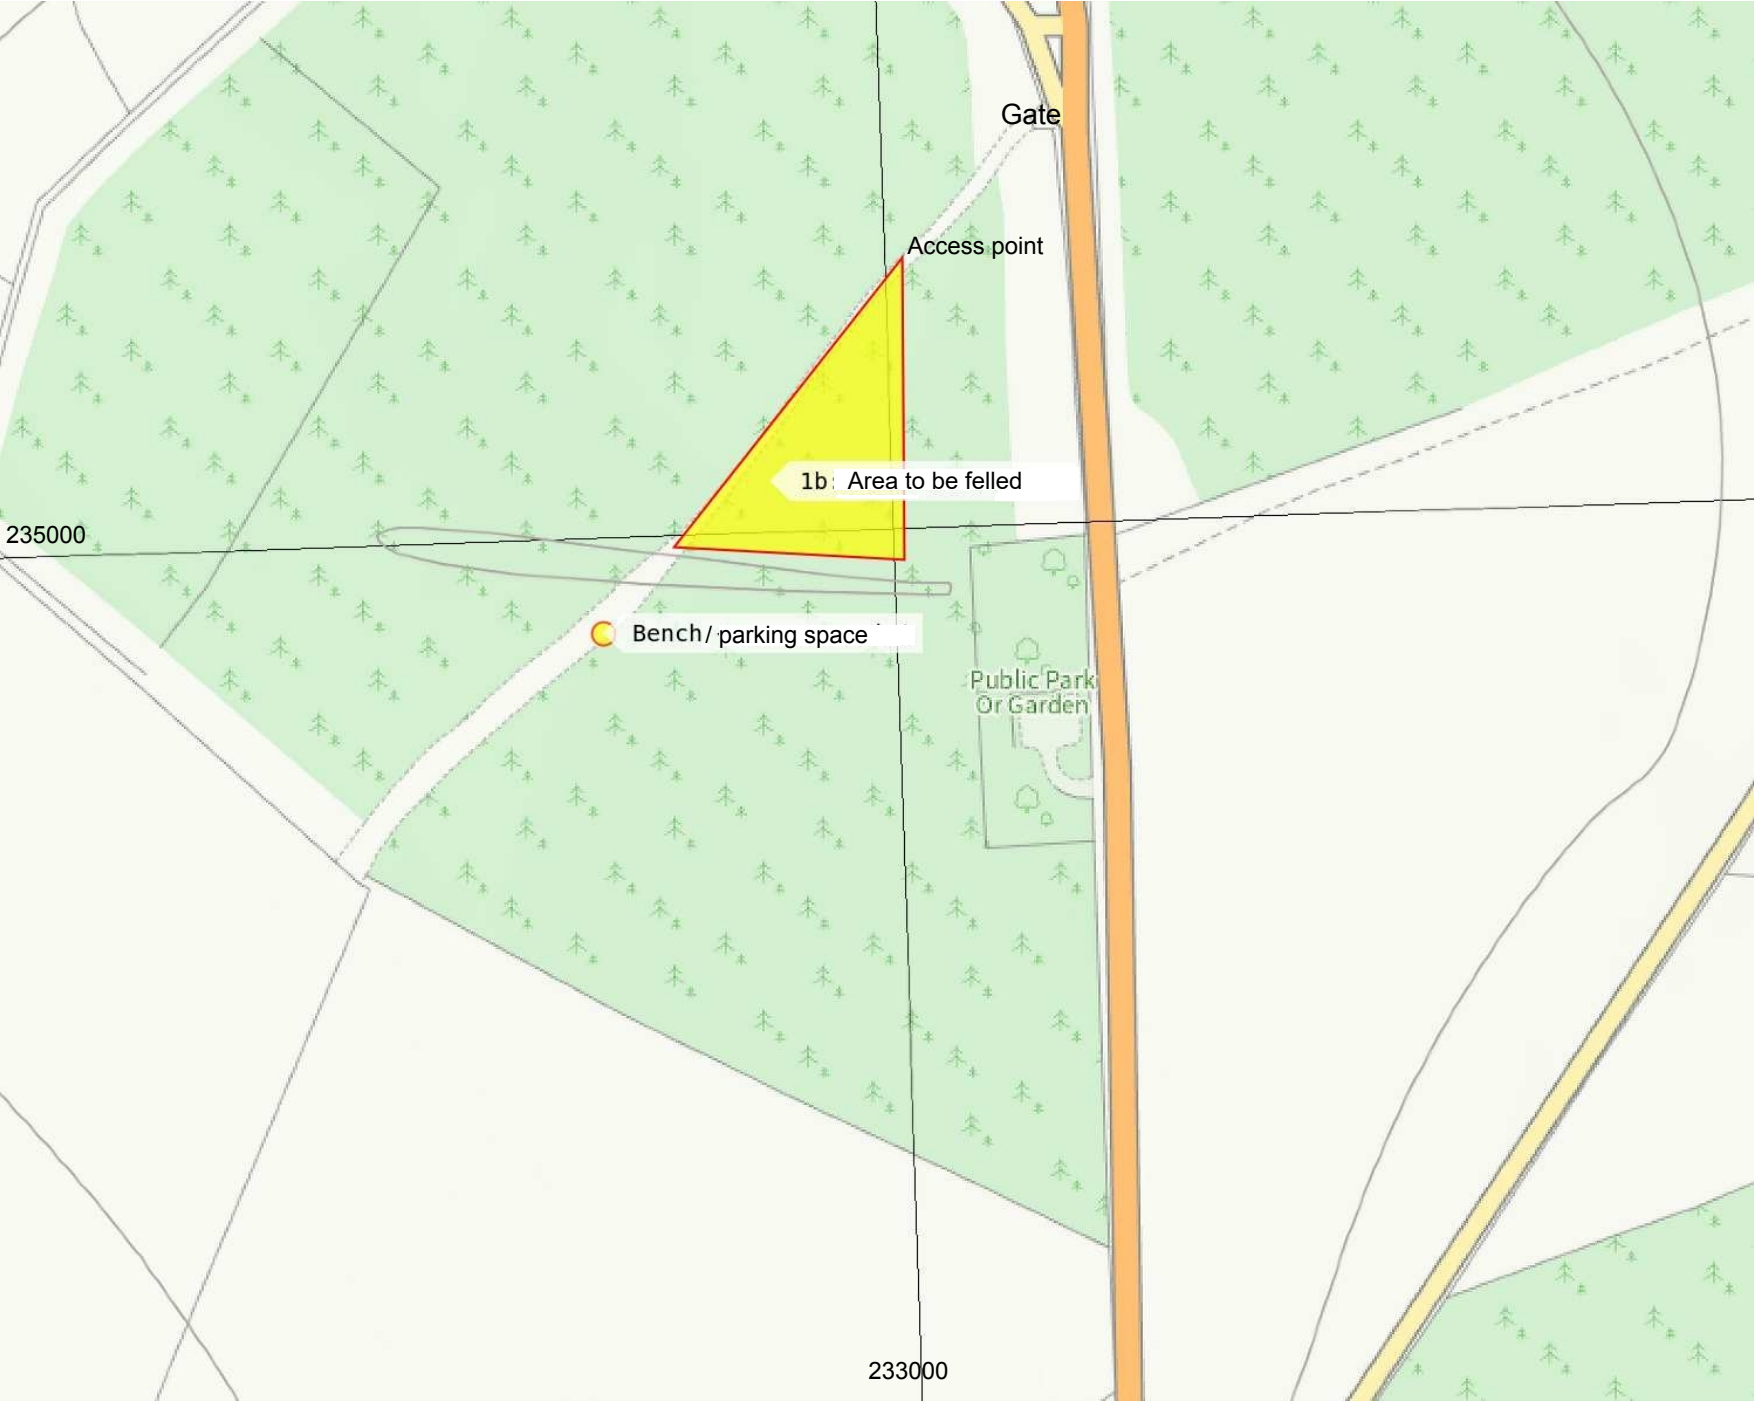 Gate
Access point
1b: Area to be felled
235000
Bench/ parking space
Public Park
Or Garden
233000